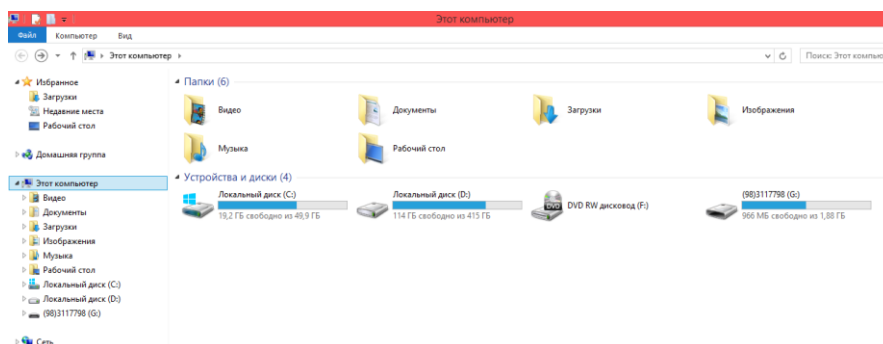 Этот компьютер
Файл Компьютер Вид
Этот компьютер
Поиск: Этот компью
Избранное
Загрузки
Недавние места
Рабочий стол
Домашняя группа
Этот компьютер
Видео
Документы
Загрузки
Изображения
Музыка
Рабочий стол
Локальный диск (C:)
Локальный диск (D:)
(98)3117798 (G:)
Сеть
Папки (6)
Видео
Документы
Загрузки
Изображения
Музыка
Рабочий стол
Устройства и диски (4)
Локальный диск (C:)
19,2 ГБ свободно из 49,9 ГБ
Локальный диск (D:)
114 ГБ свободно из 415 ГБ
DVD
DVD RW дисковод (F:)
(98)3117798 (G:)
966 МБ свободно из 1,88 ГБ